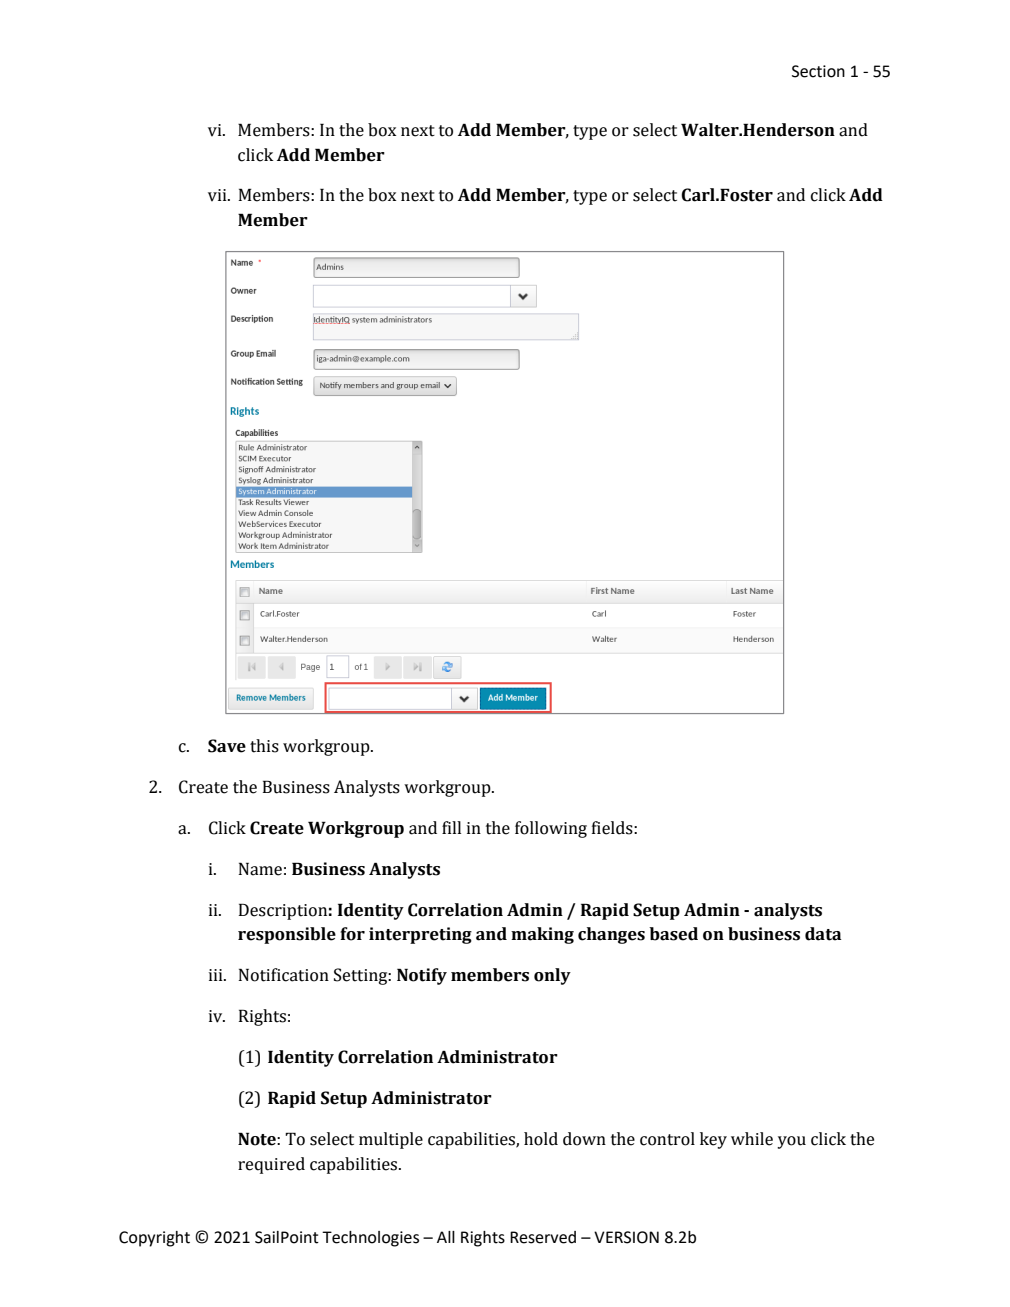 Section 1 - 55
vi. Members: In the box next to Add Member, type or select Walter.Henderson and
click Add Member
vii. Members: In the box next to Add Member, type or select Carl.Foster and click Add
Member
Name *
Admins
Owner
Description
IdentityIQ system administrators
Group Email
iga-admin@example.com
Notification Setting
Notify members and group email
Rights
Capabilities
Rule Administrator
SCIM Executor
Signoff Administrator
Syslog Administrator
System Administrator
Task Results Viewer
View Admin Console
WebServices Executor
Workgroup Administrator
Work Item Administrator
Members
Name First Name Last Name
Carl.Foster Carl Foster
Walter.Henderson Walter Henderson
Page 1 of 1
Remove Members Add Member
c. Save this workgroup.
2. Create the Business Analysts workgroup.
a. Click Create Workgroup and fill in the following fields:
i. Name: Business Analysts
ii. Description: Identity Correlation Admin / Rapid Setup Admin - analysts
responsible for interpreting and making changes based on business data
iii. Notification Setting: Notify members only
iv. Rights:
(1) Identity Correlation Administrator
(2) Rapid Setup Administrator
Note: To select multiple capabilities, hold down the control key while you click the
required capabilities.
Copyright © 2021 SailPoint Technologies – All Rights Reserved – VERSION 8.2b